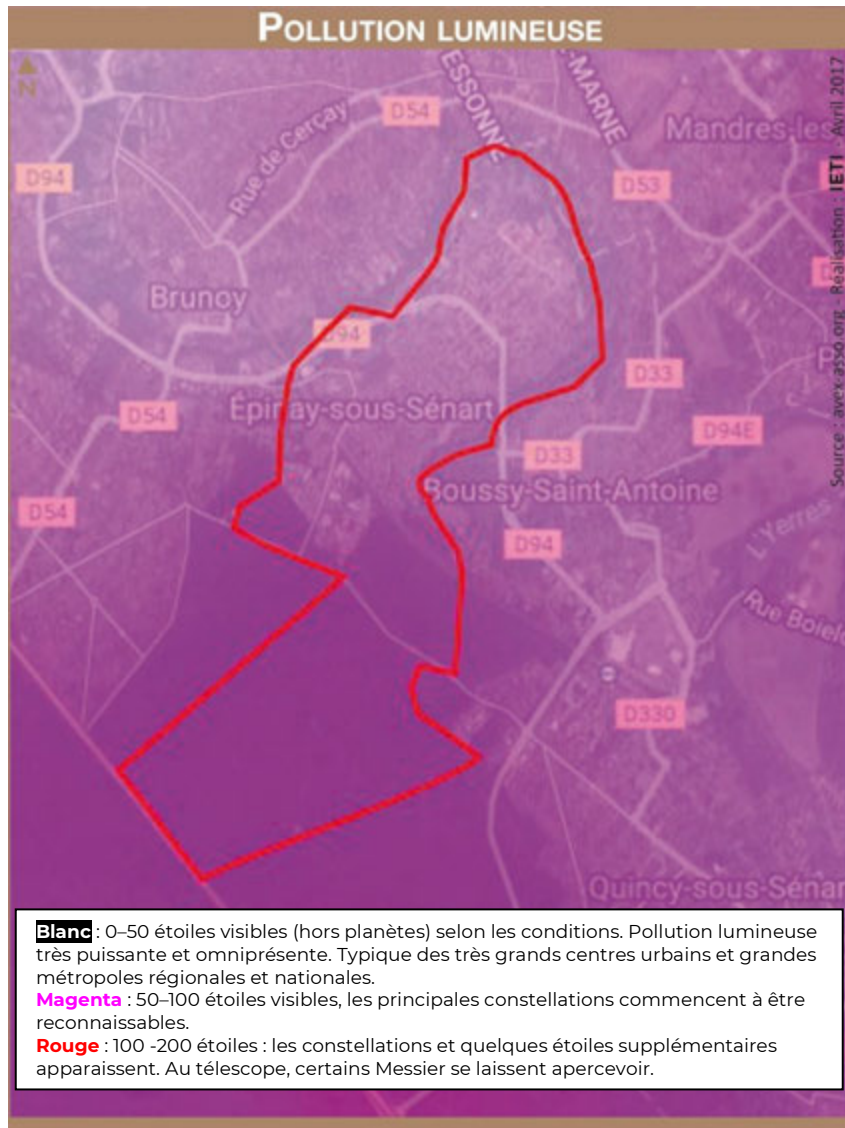 POLLUTION LUMINEUSE
N
ESSONNE
-MARNE
D54
Rue de Cerçay
Mandres-les
D94
D53
Brunoy
D94
D33
D54
Épinay-sous-Sénart
D94E
D33
Boussy-Saint-Antoine
D54
D94
L'Yerres
Rue Boiel
D330
Quincy-sous-Sénar
Source : avex-asso.org - Réalisation : IETI - Avril 2017
Blanc : 0–50 étoiles visibles (hors planètes) selon les conditions. Pollution lumineuse
très puissante et omniprésente. Typique des très grands centres urbains et grandes
métropoles régionales et nationales.
Magenta : 50–100 étoiles visibles, les principales constellations commencent à être
reconnaissables.
Rouge : 100 -200 étoiles : les constellations et quelques étoiles supplémentaires
apparaissent. Au télescope, certains Messier se laissent apercevoir.